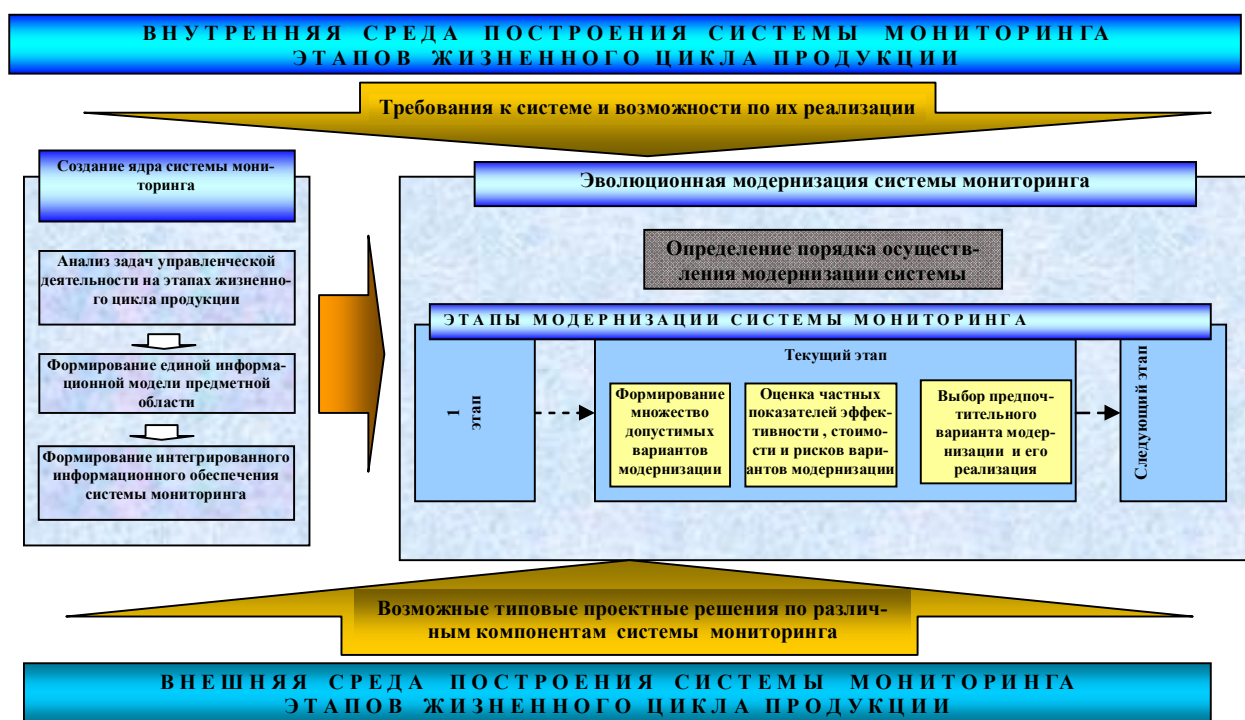 ВНУТРЕННЯЯ СРЕДА ПОСТРОЕНИЯ СИСТЕМЫ МОНИТОРИНГА
ЭТАПОВ ЖИЗНЕННОГО ЦИКЛА ПРОДУКЦИИ
Требования к системе и возможности по их реализации
Создание ядра системы мони-
торинга
Анализ задач управленческой
деятельности на этапах жизненно-
го цикла продукции
Формирование единой информа-
ционной модели предметной
области
Формирование интегрированного
информационного обеспечения
системы мониторинга
Эволюционная модернизация системы мониторинга
Определение порядка осуществ-
ления модернизации системы
ЭТАПЫ МОДЕРНИЗАЦИИ СИСТЕМЫ МОНИТОРИНГА
1
этап
Текущий этап
Формирование
множество
допустимых
вариантов
модернизации
Оценка частных
показателей эффек-
тивности , стоимо-
сти и рисков вари-
антов модернизации
Выбор предпоч-
тительного
варианта модер-
низации и его
реализация
Следующий этап
Возможные типовые проектные решения по различ-
ным компонентам системы мониторинга
ВНЕШНЯЯ СРЕДА ПОСТРОЕНИЯ СИСТЕМЫ МОНИТОРИНГА
ЭТАПОВ ЖИЗНЕННОГО ЦИКЛА ПРОДУКЦИИ